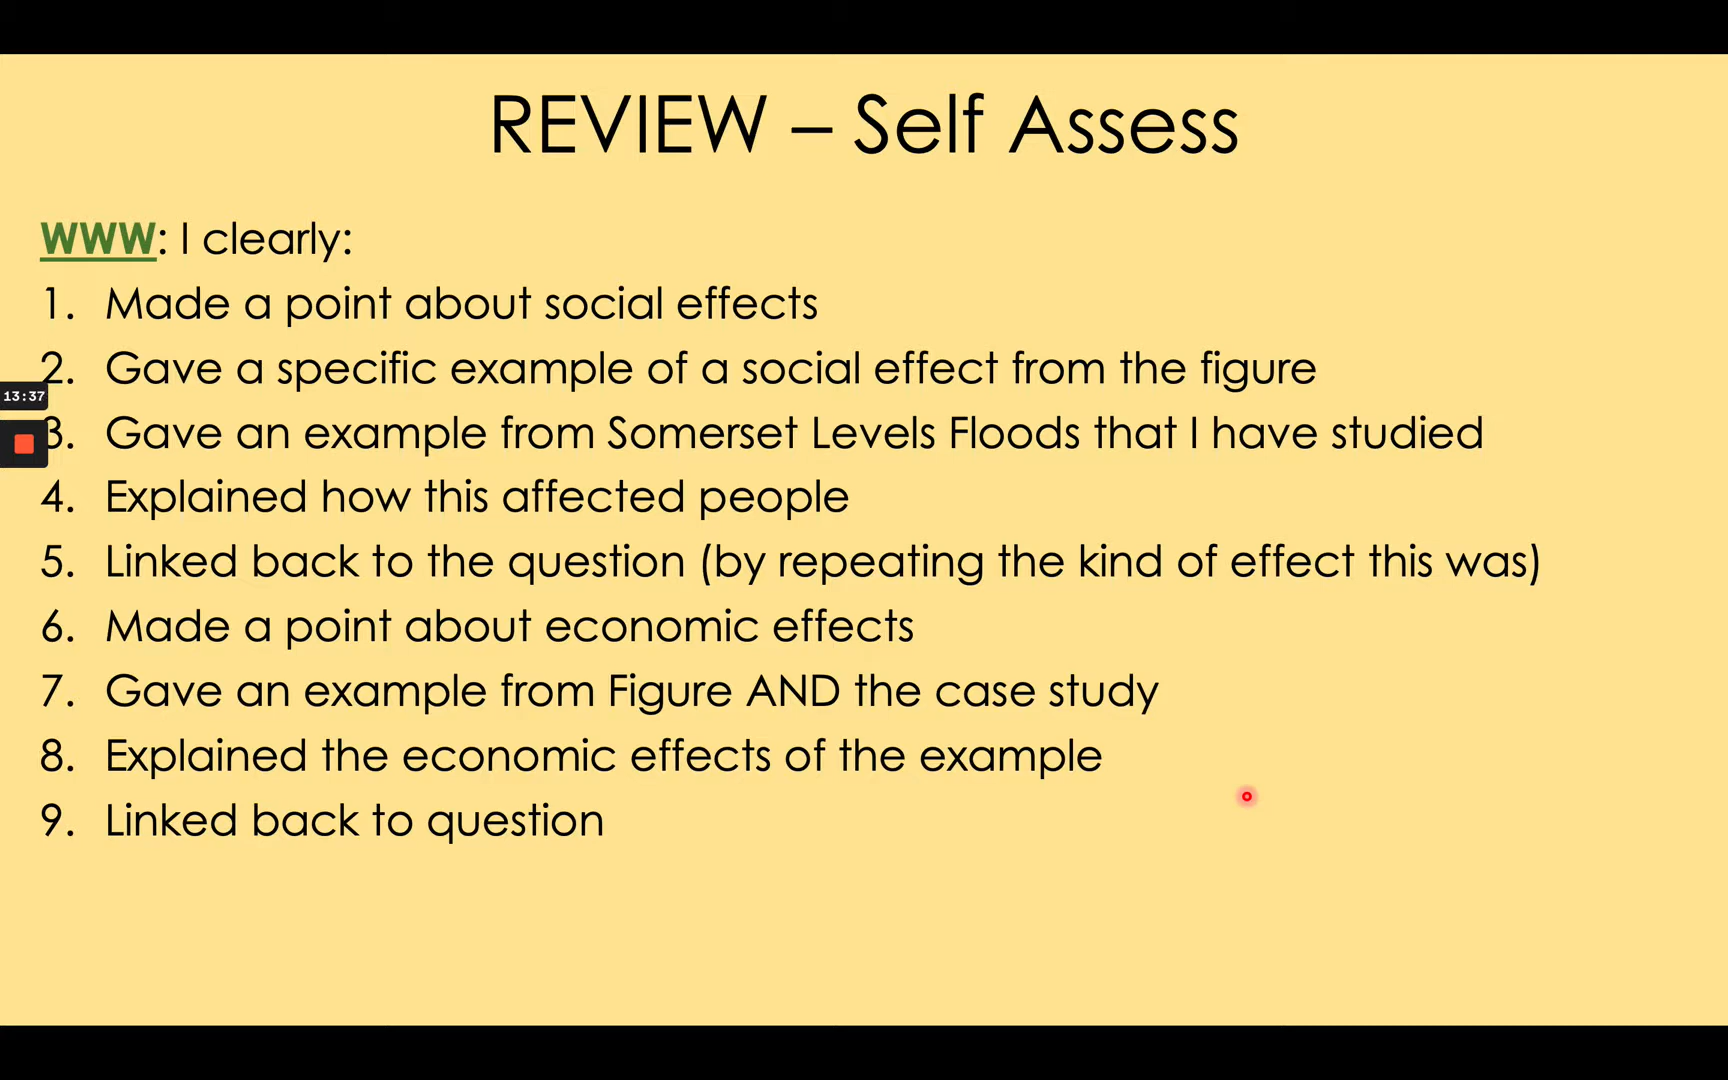 REVIEW – Self Assess
WWW: I clearly:
1. Made a point about social effects
2. Gave a specific example of a social effect from the figure
13:37
3. Gave an example from Somerset Levels Floods that I have studied
4. Explained how this affected people
5. Linked back to the question (by repeating the kind of effect this was)
6. Made a point about economic effects
7. Gave an example from Figure AND the case study
8. Explained the economic effects of the example
9. Linked back to question